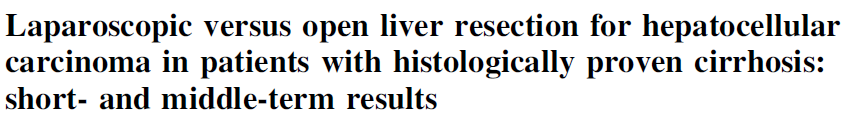 Laparoscopic versus open liver resection for hepatocellular
carcinoma in patients with histologically proven cirrhosis:
short- and middle-term results